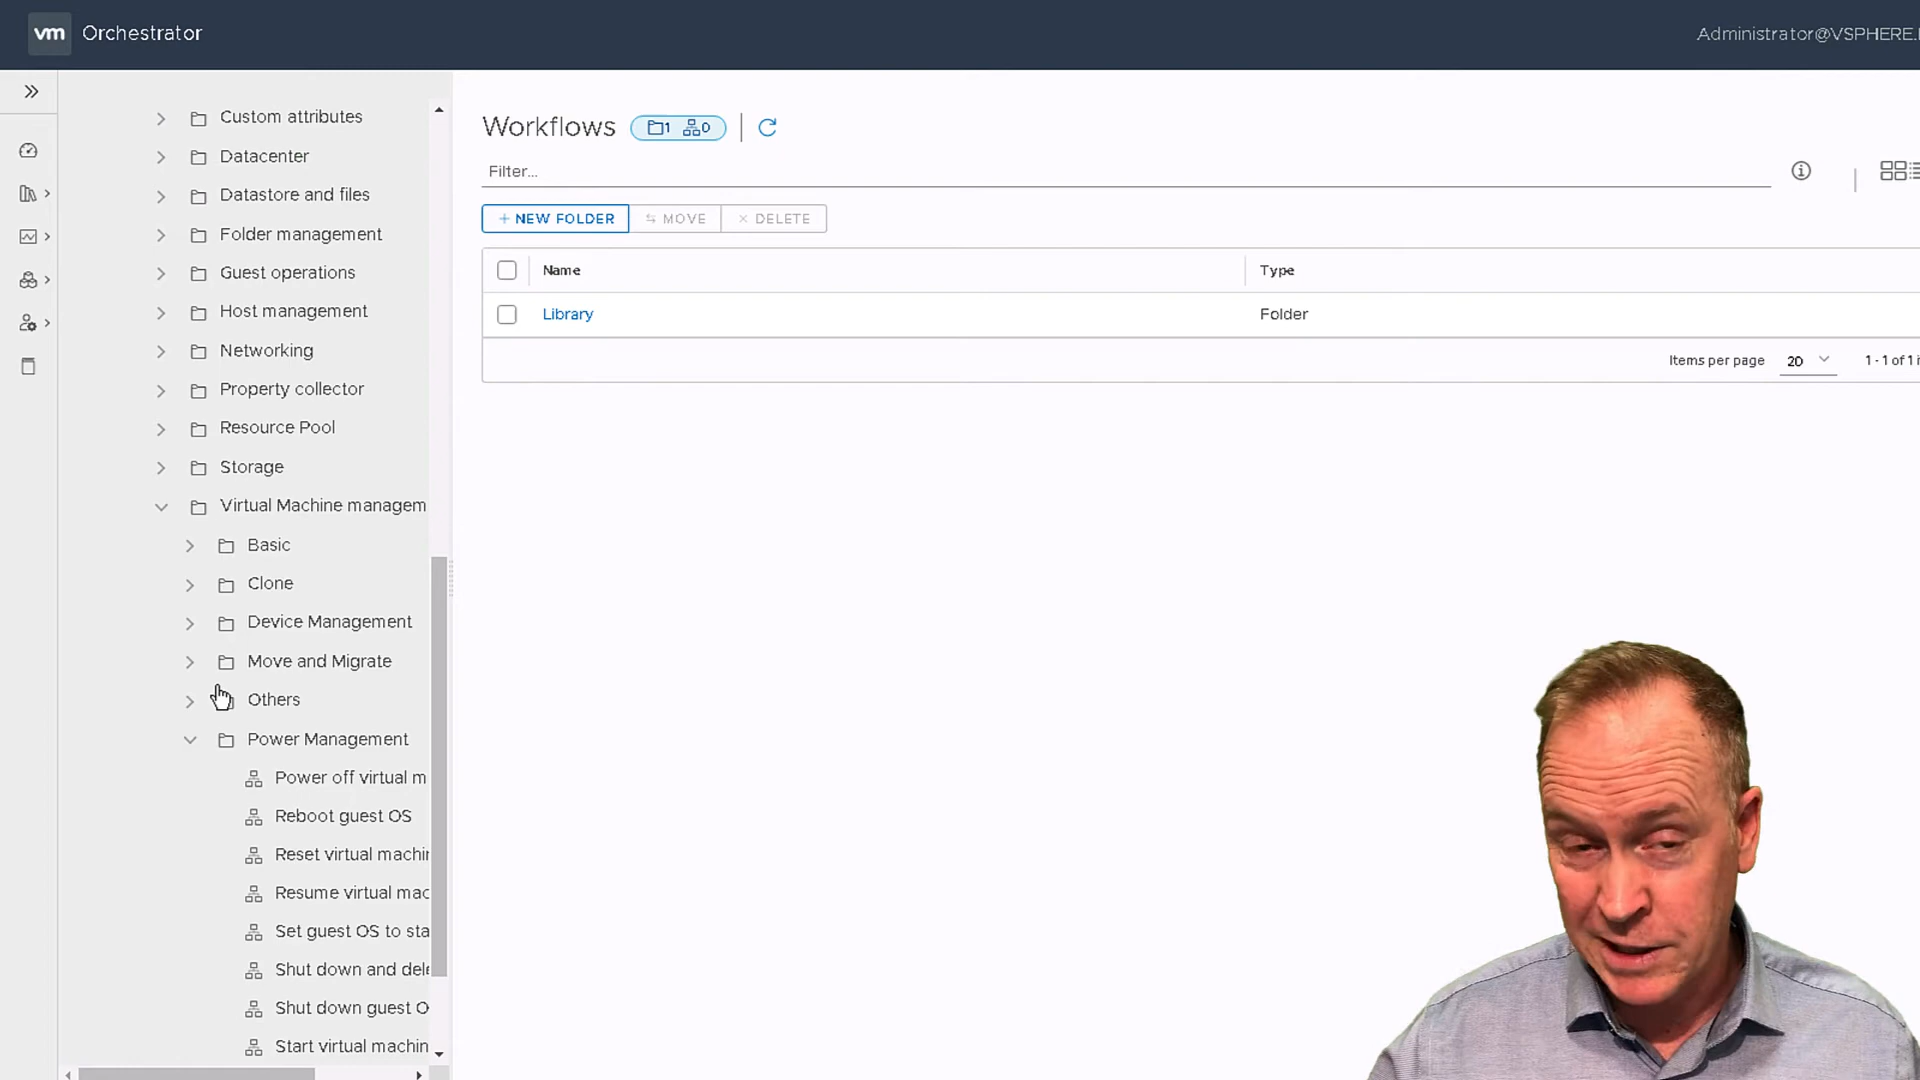 vm Orchestrator
Administrator@VSPHERE.
Custom attributes
Datacenter
Datastore and files
Folder management
Guest operations
Host management
Networking
Property collector
Resource Pool
Storage
Virtual Machine managem
Basic
Clone
Device Management
Move and Migrate
Others
Power Management
Power off virtual m
Reboot guest OS
Reset virtual machi
Resume virtual mac
Set guest OS to sta
Shut down and del
Shut down guest O
Start virtual machin
Workflows 1 0
Filter...
+ NEW FOLDER MOVE × DELETE
Name Type
Library Folder
Items per page 20 1 - 1 of 1 i